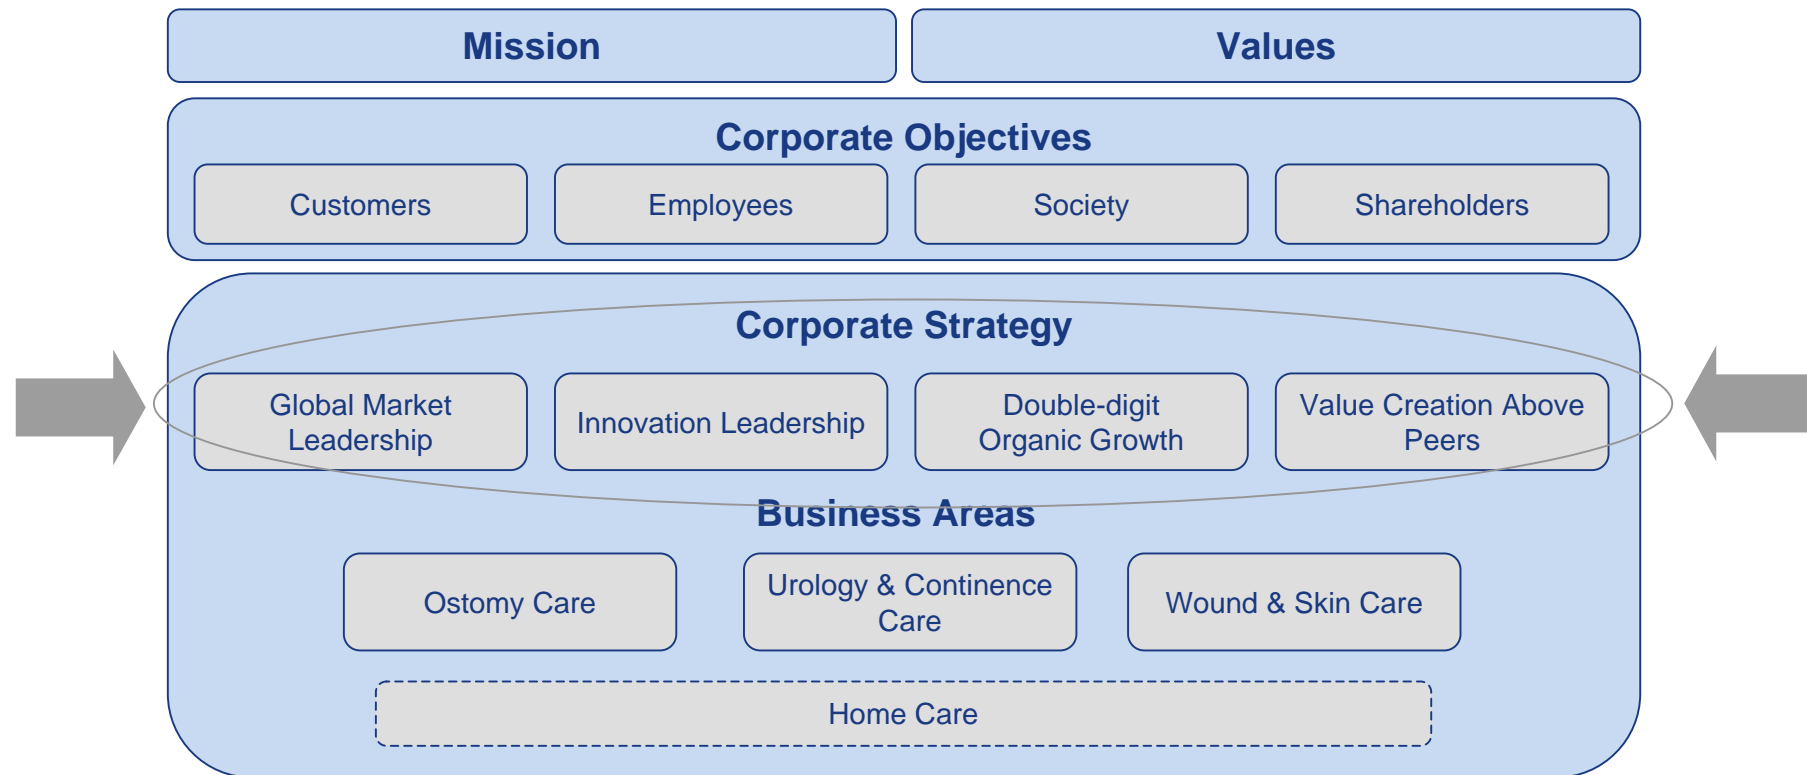 Mission
Values
Corporate Objectives
Customers
Employees
Society
Shareholders
Corporate Strategy
Global Market
Leadership
Innovation Leadership
Double-digit
Organic Growth
Value Creation Above
Peers
Business Areas
Ostomy Care
Urology & Continence
Care
Wound & Skin Care
Home Care